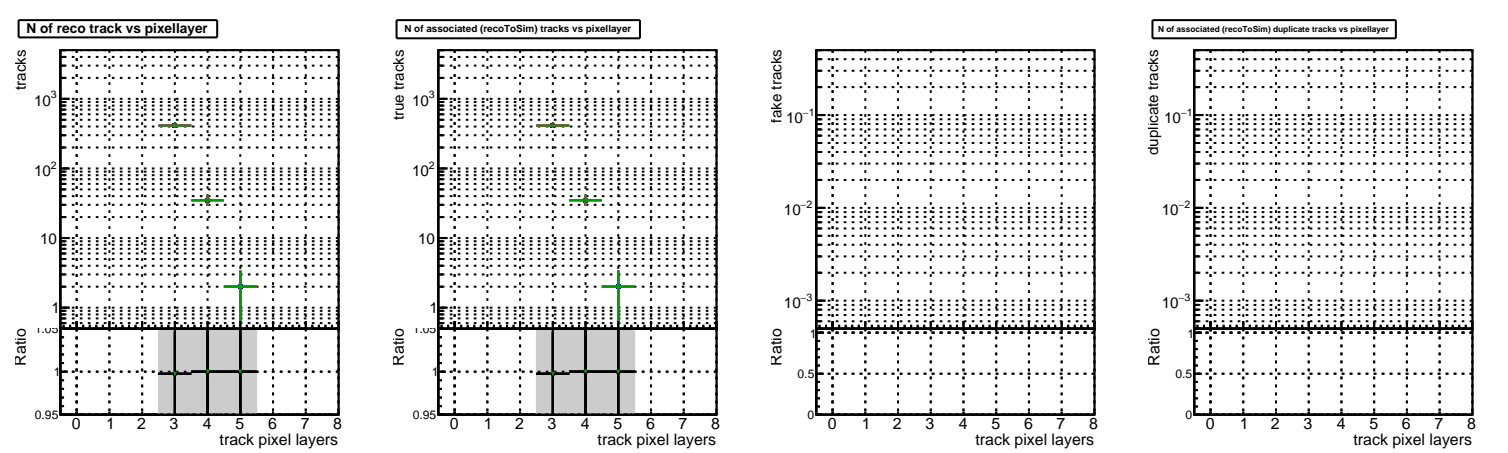 N of reco track vs pixellayer
tracks
10³
10²
10
1
Ratio
1.05
1
0.95
0 1 2 3 4 5 6 7 8
track pixel layers
N of associated (recoToSim) tracks vs pixellayer
true tracks
10³
10²
10
1
Ratio
1.05
1
0.95
0 1 2 3 4 5 6 7 8
track pixel layers
fake tracks
10⁻¹
10⁻²
10⁻³
Ratio
1
0.5
0
0 1 2 3 4 5 6 7 8
track pixel layers
N of associated (recoToSim) duplicate tracks vs pixellayer
duplicate tracks
10⁻¹
10⁻²
10⁻³
Ratio
1
0.5
0
0 1 2 3 4 5 6 7 8
track pixel layers